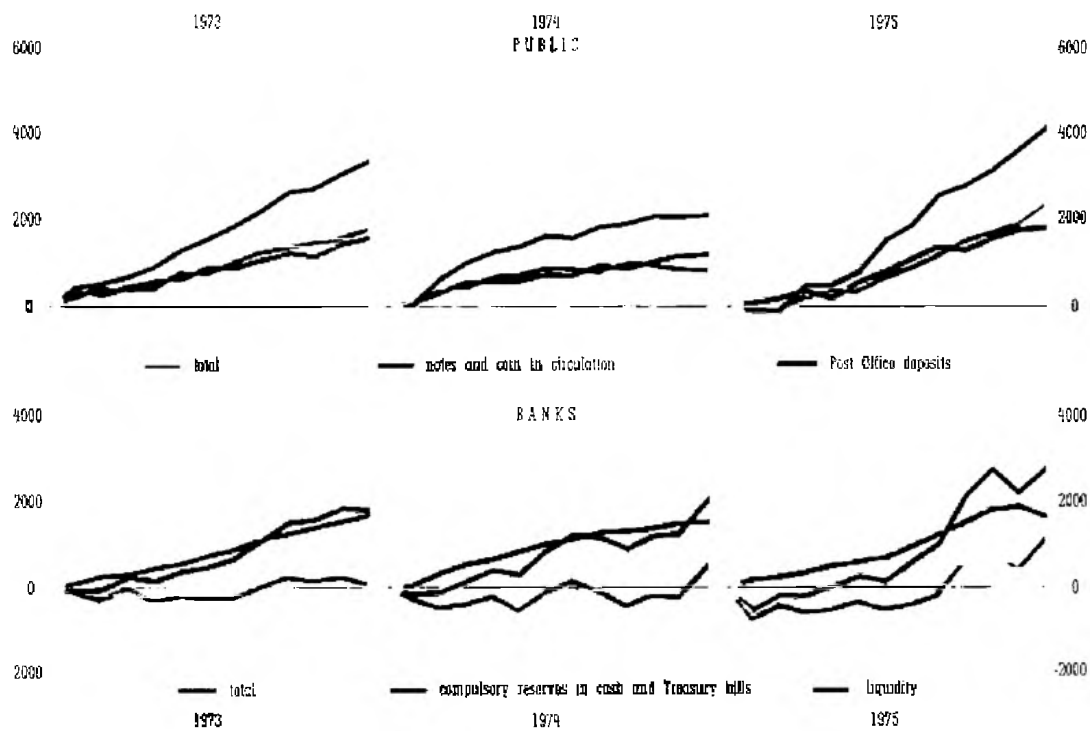 1973 1974 1975
PUBLIC
6000 6000
4000 4000
2000 2000
0 0
total notes and coin in circulation Post Office deposits
4000 BANKS 4000
2000 2000
0 0
2000 -2000
total compulsory reserves in cash and Treasury bills liquidity
1973 1974 1975